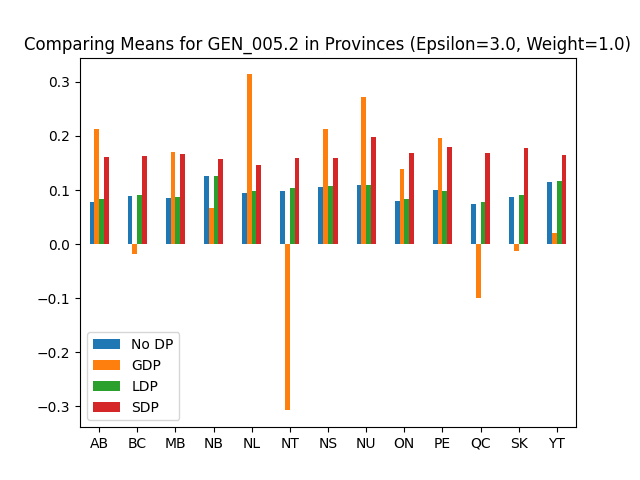 Comparing Means for GEN_005.2 in Provinces (Epsilon=3.0, Weight=1.0)
0.3
0.2
0.1
0.0
−0.1
−0.2
−0.3
No DP
GDP
LDP
SDP
AB BC MB NB NL NT NS NU ON PE QC SK YT